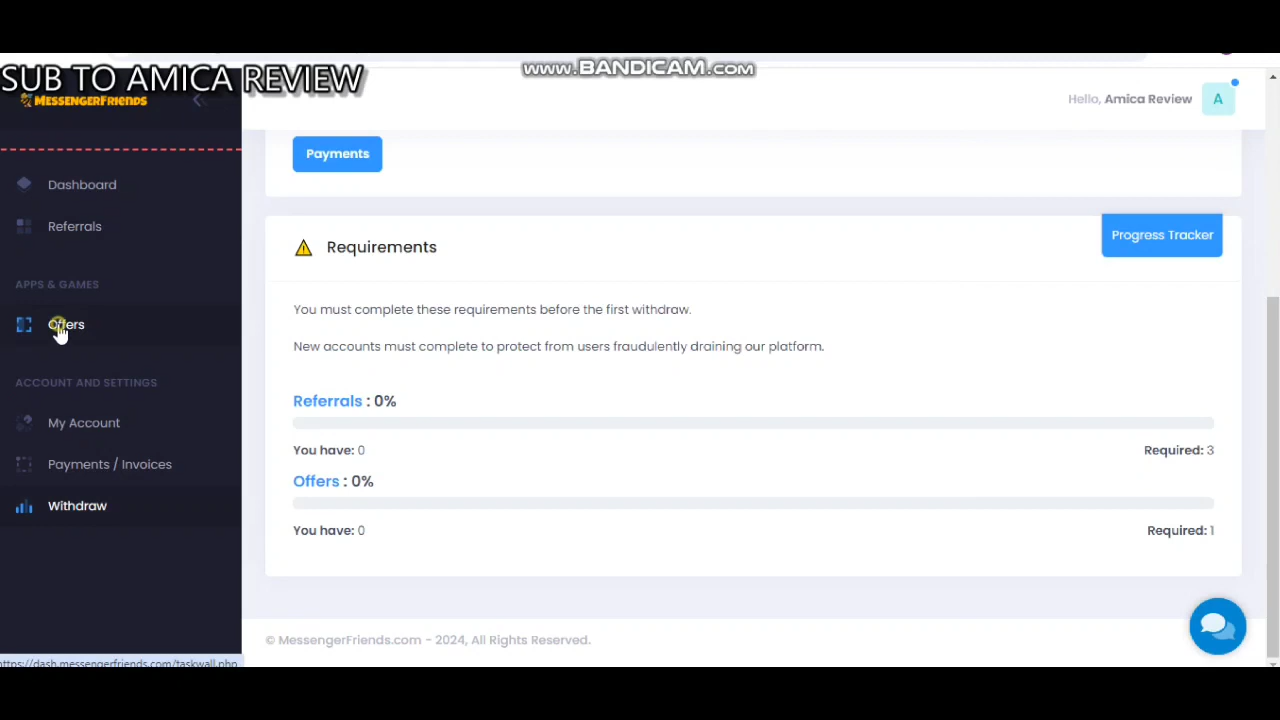 www.BANDICAM.com
SUB TO AMICA REVIEW
MESSENGERFRIENDS
Hello, Amica Review
A
Dashboard
Referrals
APPS & GAMES
Offers
ACCOUNT AND SETTINGS
My Account
Payments / Invoices
Withdraw
Payments
Requirements
Progress Tracker
You must complete these requirements before the first withdraw.
New accounts must complete to protect from users fraudulently draining our platform.
Referrals : 0%
You have: 0
Required: 3
Offers : 0%
You have: 0
Required: 1
© MessengerFriends.com - 2024, All Rights Reserved.
https://dash.messengerfriends.com/taskwall.php